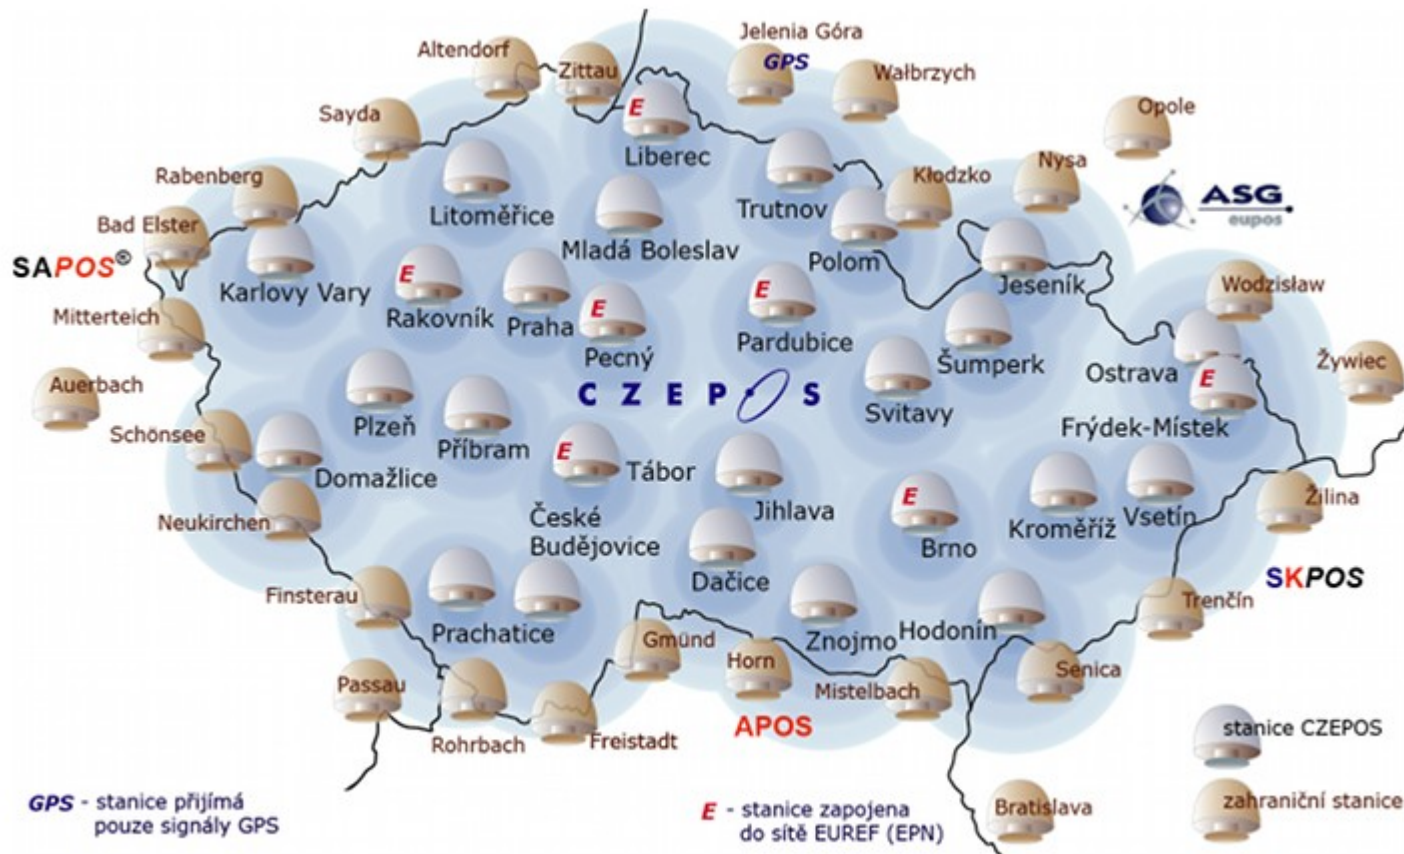 Jelenia Góra
GPS
Altendorf
Zittau
Wałbrzych
Sayda
E
Opole
Liberec
Rabenberg
Kłodzko
Nysa
Litoměřice
Trutnov
ASG
eupos
Bad Elster
Mladá Boleslav
Polom
SAPOS®
E
Karlovy Vary
Jeseník
Wodzisław
Mitterteich
Rakovník
Praha
E
E
Pecný
Pardubice
Šumperk
Ostrava
Żywiec
Auerbach
CZEPOS
E
Svitavy
Plzeň
Frýdek-Místek
Schönsee
Příbram
E
Domažlice
Tábor
Jihlava
E
Kroměříž
Vsetín
Žilina
Neukirchen
České
Budějovice
Brno
Dačice
SKPOS
Finsterau
Trenčín
Prachatice
Gmünd
Znojmo
Hodonín
Horn
Senica
Passau
Mistelbach
APOS
Rohrbach
Freistadt
stanice CZEPOS
GPS - stanice přijímá
pouze signály GPS
E - stanice zapojena
do sítě EUREF (EPN)
Bratislava
zahraniční stanice